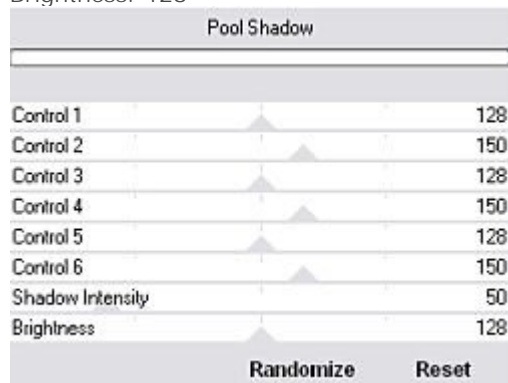 Brightness: 128
Pool Shadow
Control 1 128
Control 2 150
Control 3 128
Control 4 150
Control 5 128
Control 6 150
Shadow Intensity 50
Brightness 128
Randomize Reset